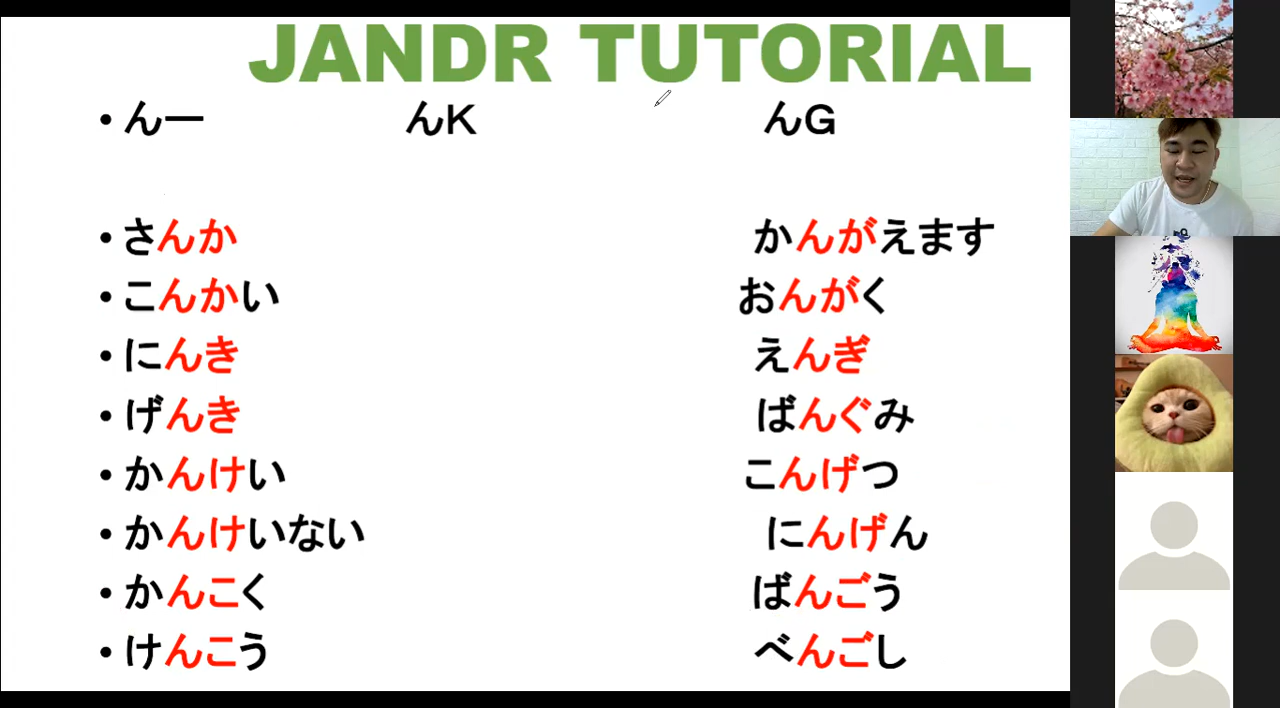 JANDR TUTORIAL
• んー んK んG
• さんか かんがえます
• こんかい おんがく
• にんき えんぎ
• げんき ばんぐみ
• かんけい こんげつ
• かんけいない にんげん
• かんこく ばんごう
• けんこう べんごし